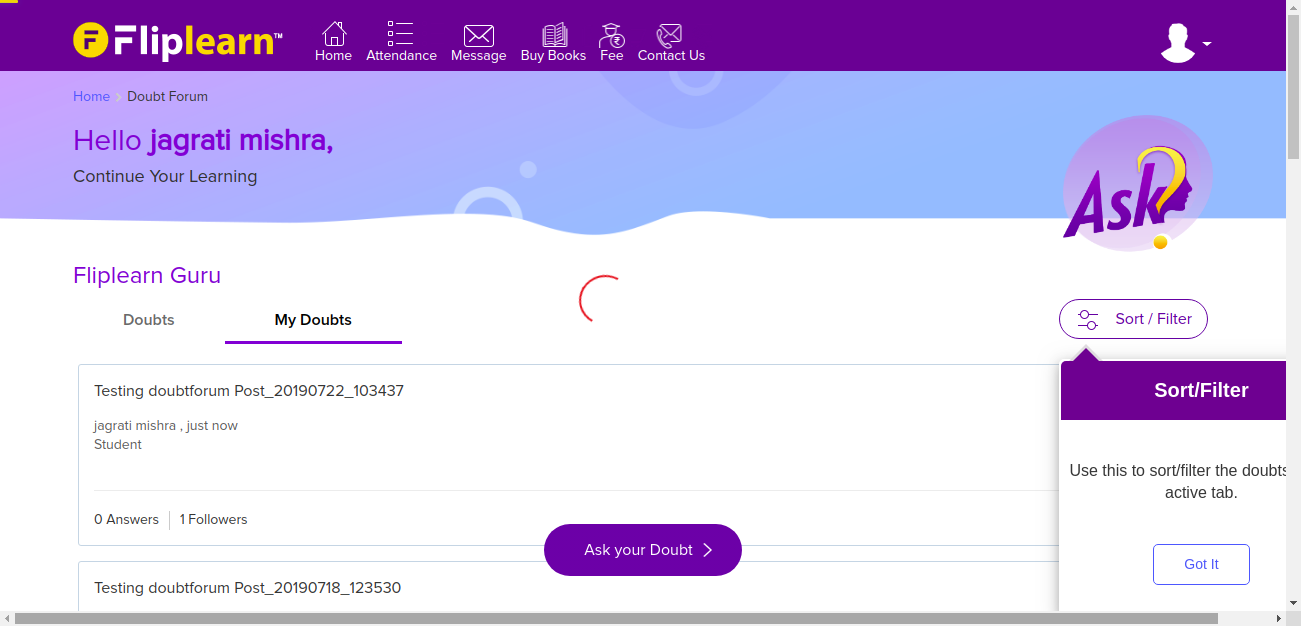 F Fliplearn™
Home Attendance Message Buy Books Fee Contact Us
Home Doubt Forum
Hello jagrati mishra,
Continue Your Learning
Ask?
Fliplearn Guru
Doubts My Doubts
Sort / Filter
Testing doubtforum Post_20190722_103437
jagrati mishra , just now
Student
0 Answers 1 Followers
Sort/Filter
Use this to sort/filter the doubts
active tab.
Got It
Ask your Doubt
Testing doubtforum Post_20190718_123530